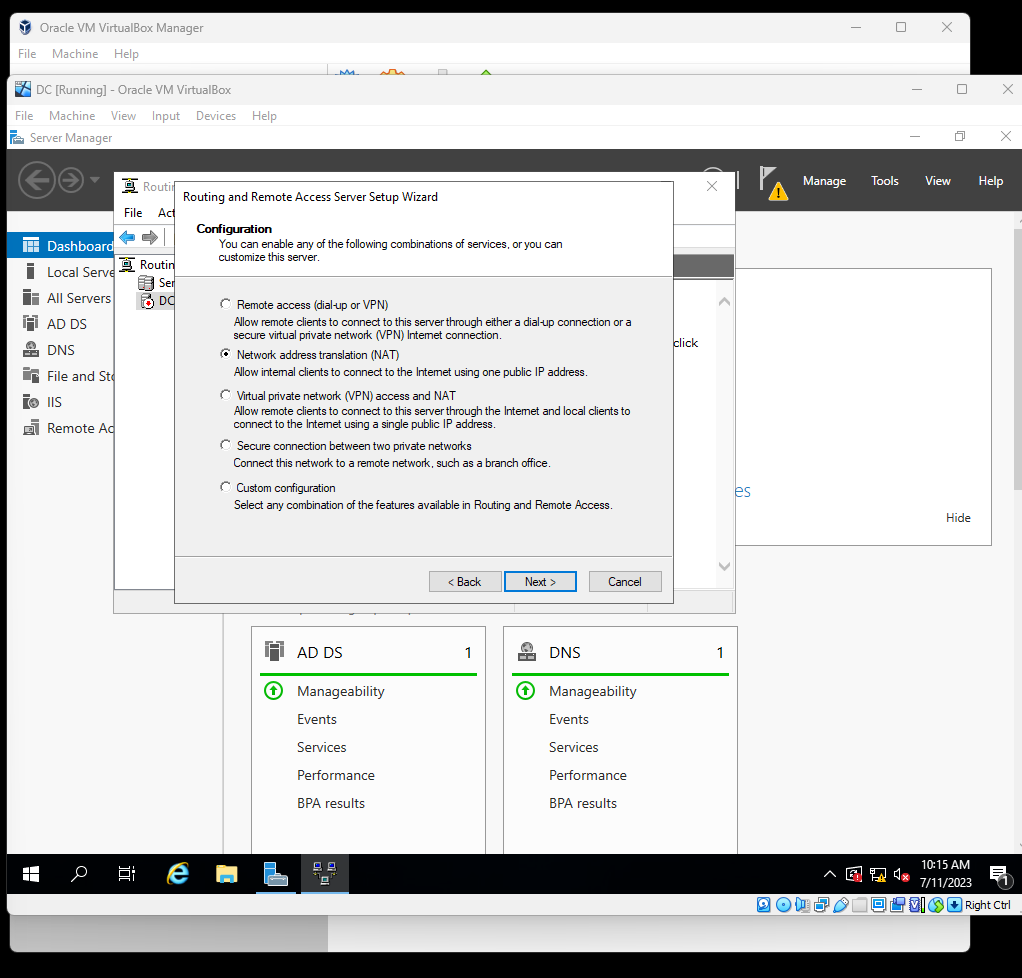 Oracle VM VirtualBox Manager
File Machine Help
DC [Running] - Oracle VM VirtualBox
File Machine View Input Devices Help
Server Manager
Manage Tools View Help
Routin
File Act
Routin
Ser
DC
Dashboard
Local Serve
All Servers
AD DS
DNS
File and Sto
IIS
Remote Ac
Routing and Remote Access Server Setup Wizard
Configuration
You can enable any of the following combinations of services, or you can
customize this server.
Remote access (dial-up or VPN)
Allow remote clients to connect to this server through either a dial-up connection or a
secure virtual private network (VPN) Internet connection.
Network address translation (NAT)
Allow internal clients to connect to the Internet using one public IP address.
Virtual private network (VPN) access and NAT
Allow remote clients to connect to this server through the Internet and local clients to
connect to the Internet using a single public IP address.
Secure connection between two private networks
Connect this network to a remote network, such as a branch office.
Custom configuration
Select any combination of the features available in Routing and Remote Access.
< Back Next > Cancel
click
es
Hide
AD DS 1
Manageability
Events
Services
Performance
BPA results
DNS 1
Manageability
Events
Services
Performance
BPA results
10:15 AM
7/11/2023
1
Right Ctrl